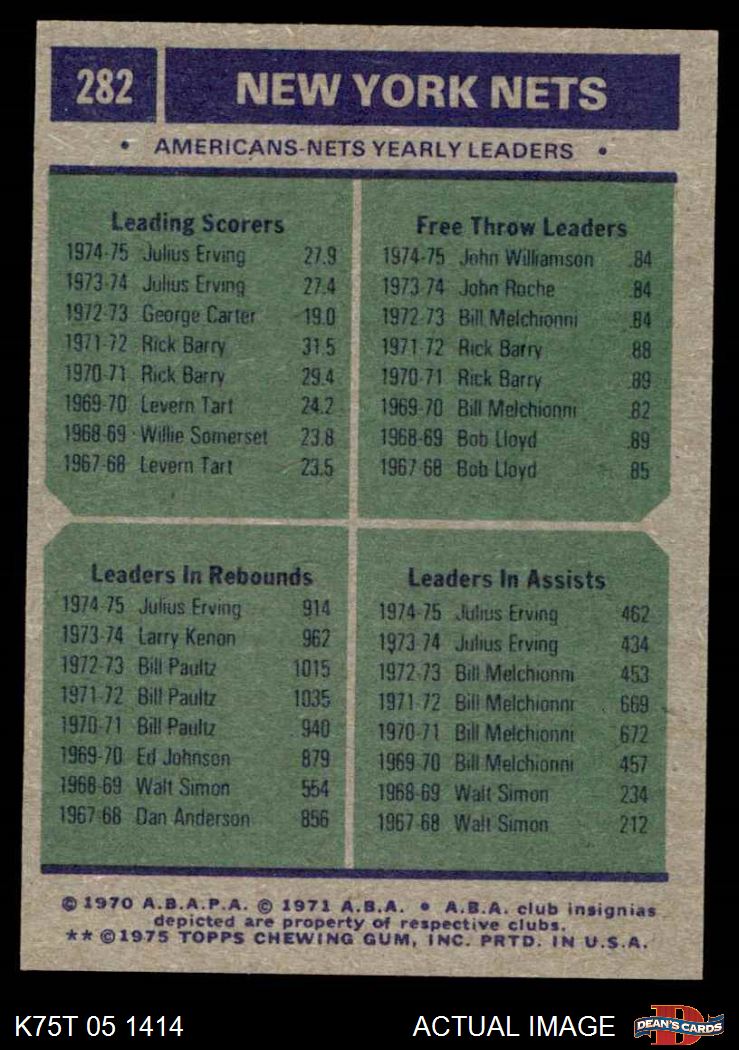 282 NEW YORK NETS
• AMERICANS-NETS YEARLY LEADERS •
Leading Scorers
1974-75 Julius Erving 27.9
1973-74 Julius Erving 27.4
1972-73 George Carter 19.0
1971-72 Rick Barry 31.5
1970-71 Rick Barry 29.4
1969-70 Levern Tart 24.2
1968-69 Willie Somerset 23.8
1967-68 Levern Tart 23.5
Free Throw Leaders
1974-75 John Williamson .84
1973-74 John Roche .84
1972-73 Bill Melchionni .84
1971-72 Rick Barry 88
1970-71 Rick Barry .89
1969-70 Bill Melchionni .82
1968-69 Bob Lloyd .89
1967-68 Bob Lloyd 85
Leaders In Rebounds
1974-75 Julius Erving 914
1973-74 Larry Kenon 962
1972-73 Bill Paultz 1015
1971-72 Bill Paultz 1035
1970-71 Bill Paultz 940
1969-70 Ed Johnson 879
1968-69 Walt Simon 554
1967-68 Dan Anderson 856
Leaders In Assists
1974-75 Julius Erving 462
1973-74 Julius Erving 434
1972-73 Bill Melchionni 453
1971-72 Bill Melchionni 669
1970-71 Bill Melchionni 672
1969-70 Bill Melchionni 457
1968-69 Walt Simon 234
1967-68 Walt Simon 212
© 1970 A.B.A.P.A. © 1971 A.B.A. • A.B.A. club insignias
depicted are property of respective clubs.
** © 1975 TOPPS CHEWING GUM, INC. PRTD. IN U.S.A.
K75T 05 1414 ACTUAL IMAGE
D
DEAN'S CARDS